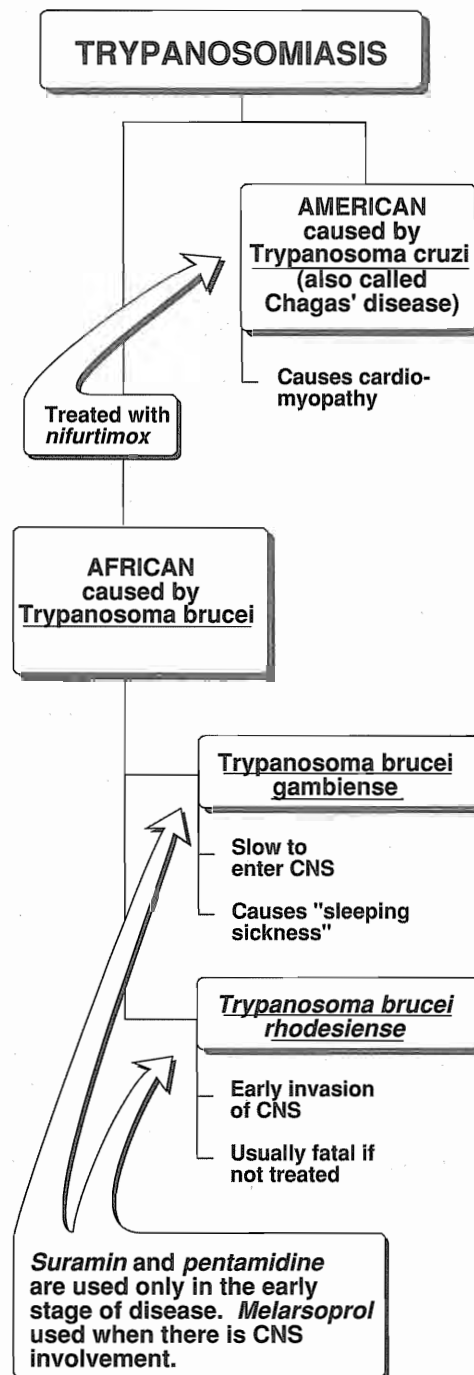 TRYPANOSOMIASIS
AMERICAN
caused by
Trypanosoma cruzi
(also called
Chagas' disease)
Causes cardio-
myopathy
Treated with
nifurtimox
AFRICAN
caused by
Trypanosoma brucei
Trypanosoma brucei
gambiense
Slow to
enter CNS
Causes "sleeping
sickness"
Trypanosoma brucei
rhodesiense
Early invasion
of CNS
Usually fatal if
not treated
Suramin and pentamidine
are used only in the early
stage of disease. Melarsoprol
used when there is CNS
involvement.